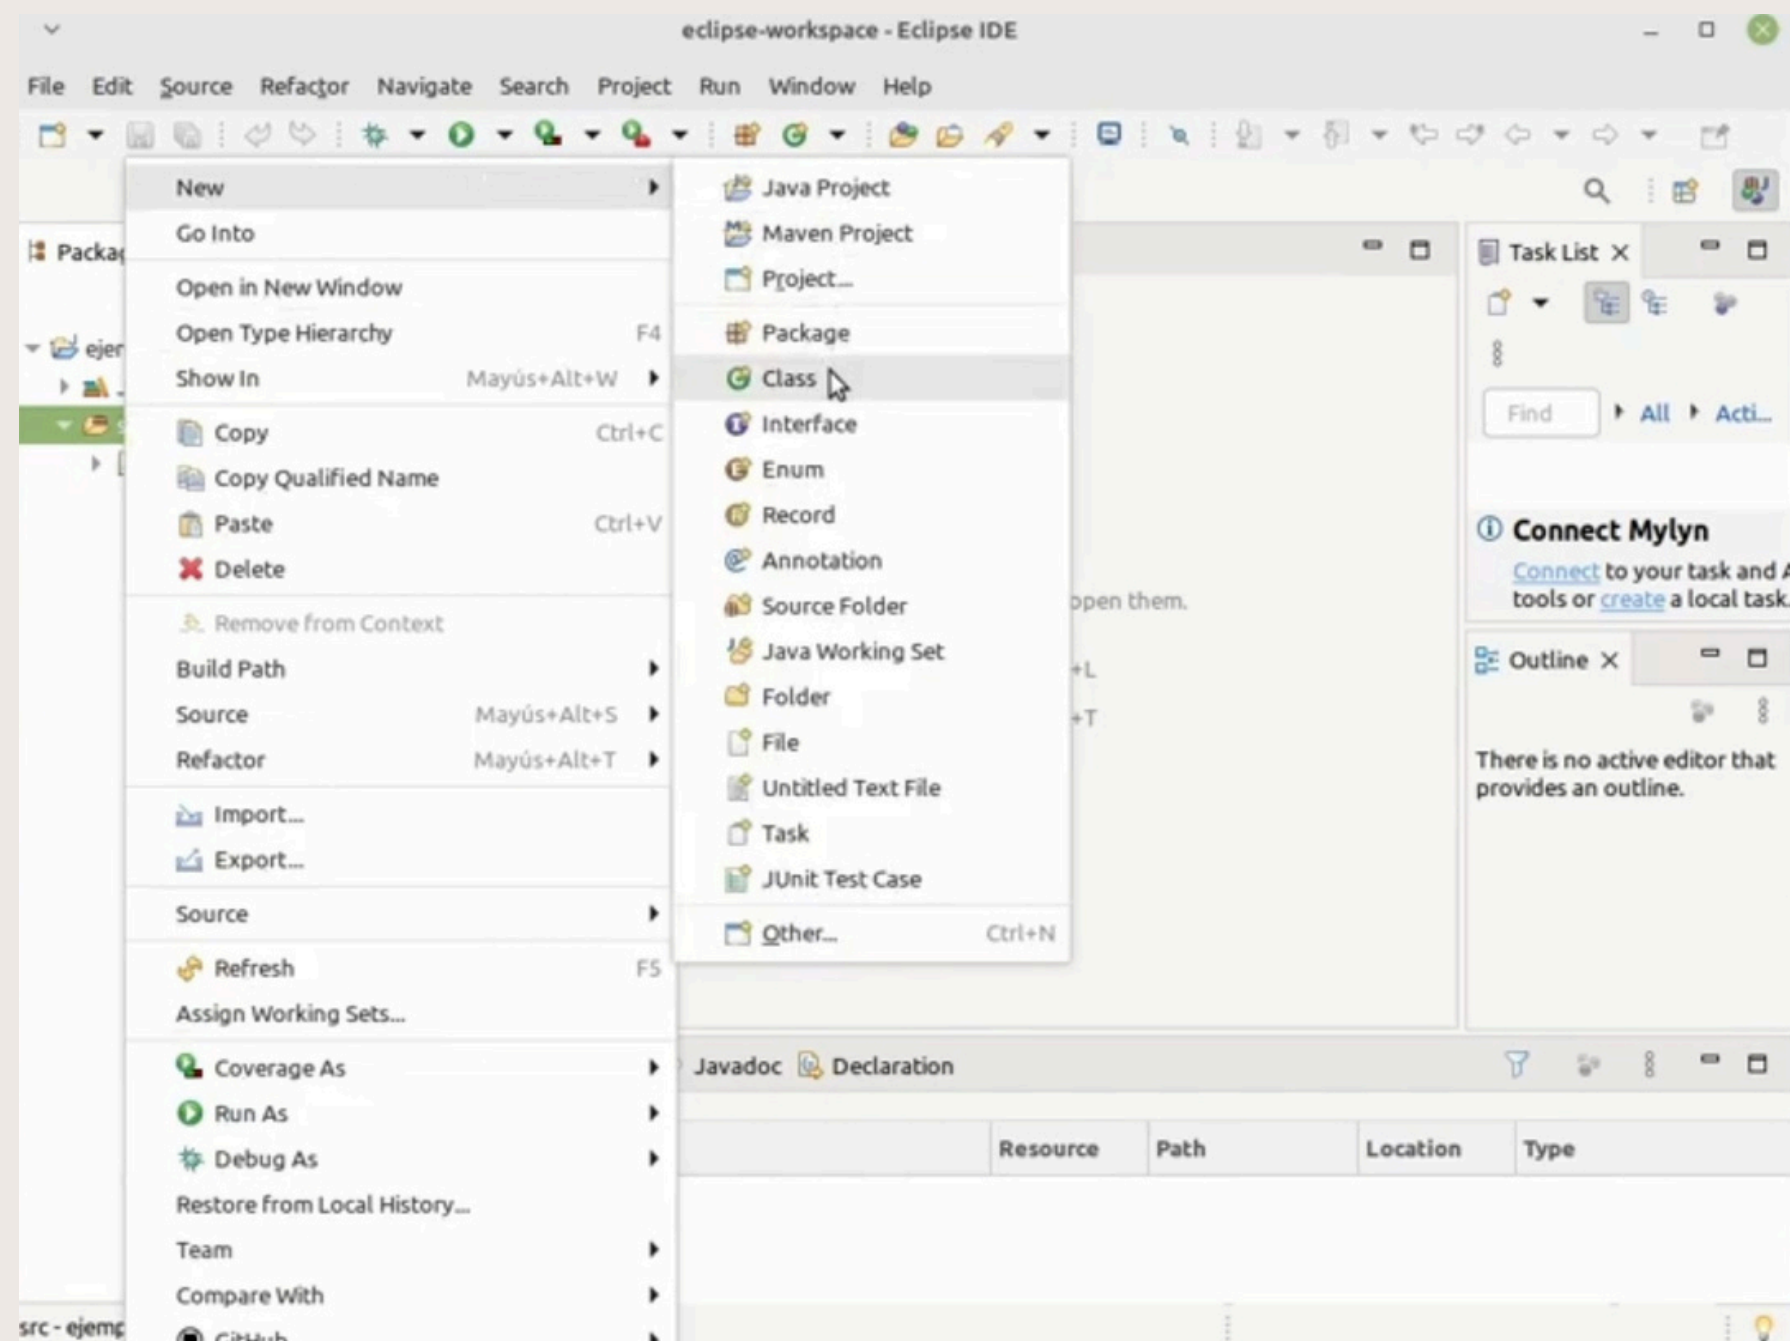 eclipse-workspace - Eclipse IDE
File Edit Source Refactor Navigate Search Project Run Window Help
New
Go Into
Open in New Window
Open Type Hierarchy F4
Show In Mayús+Alt+W
Copy Ctrl+C
Copy Qualified Name
Paste Ctrl+V
Delete
Remove from Context
Build Path
Source Mayús+Alt+S
Refactor Mayús+Alt+T
Import...
Export...
Source
Refresh F5
Assign Working Sets...
Coverage As
Run As
Debug As
Restore from Local History...
Team
Compare With
GitHub
Java Project
Maven Project
Project...
Package
Class
Interface
Enum
Record
Annotation
Source Folder
Java Working Set
Folder
File
Untitled Text File
Task
JUnit Test Case
Other... Ctrl+N
open them.
+L
+T
Task List
Find All Acti...
Connect Mylyn
Connect to your task and A
tools or create a local task.
Outline
There is no active editor that
provides an outline.
Javadoc Declaration
Resource Path Location Type
src - ejemp